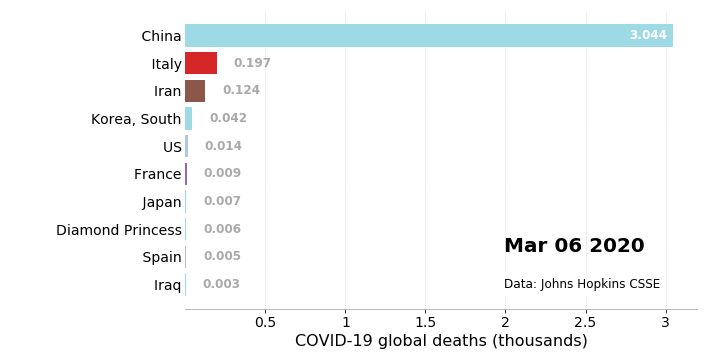 China 3.044
Italy 0.197
Iran 0.124
Korea, South 0.042
US 0.014
France 0.009
Japan 0.007
Diamond Princess 0.006
Mar 06 2020
Spain 0.005
Iraq 0.003
Data: Johns Hopkins CSSE
0.5 1 1.5 2 2.5 3
COVID-19 global deaths (thousands)